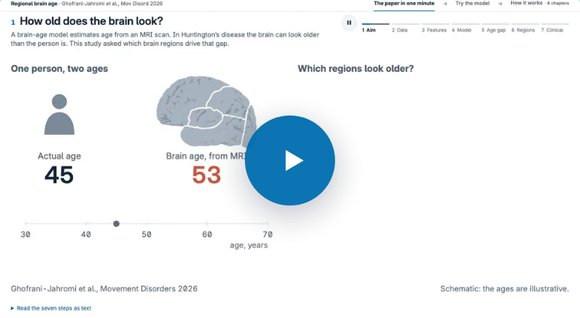 Regional brain age · Ghofrani-Jahromi et al., Mov Disord 2026
The paper in one minute → Try the model → How it works 6 chapters
1 How old does the brain look?
A brain-age model estimates age from an MRI scan. In Huntington's disease the brain can look older
than the person is. This study asked which brain regions drive that gap.
1 Aim 2 Data 3 Features 4 Model 5 Age gap 6 Regions 7 Clinical
One person, two ages
Which regions look older?
Actual age
45
Brain age, from MRI
53
30 40 50 60 70
age, years
Ghofrani-Jahromi et al., Movement Disorders 2026
Schematic: the ages are illustrative.
▶ Read the seven steps as text